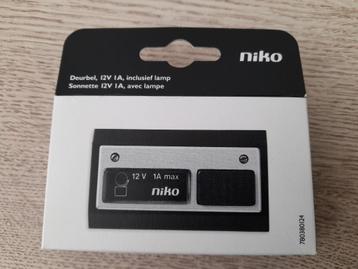 niko
Deurbel, 12V 1A, inclusief lamp
Sonnette 12V 1A, avec lampe
12 V 1A max
niko
780380124